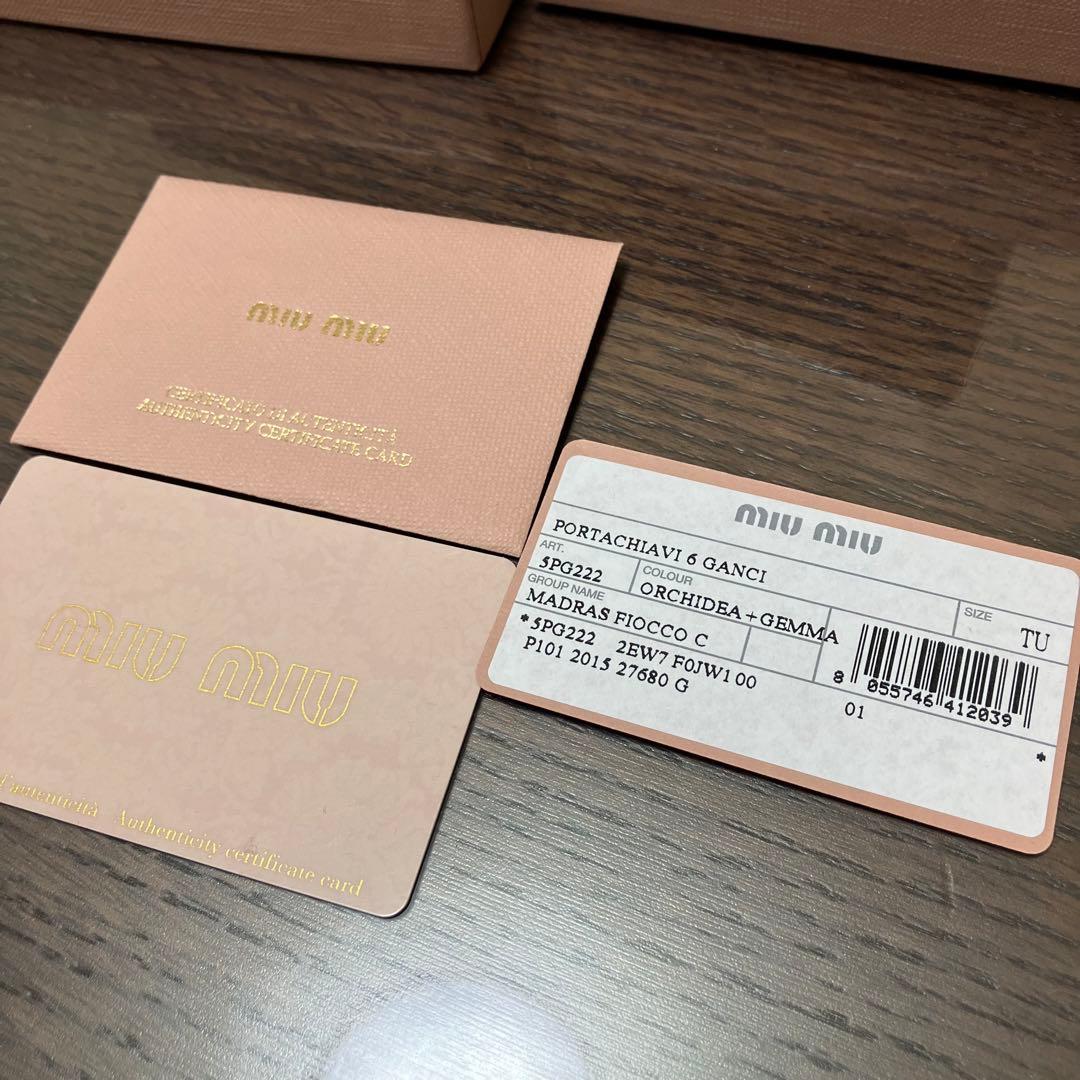 MIU MIU
CERTIFICATO DI AUTENTICITÀ
AUTHENTICITY CERTIFICATE CARD
MIU MIU
l'autenticità Authenticity certificate card
MIU MIU
PORTACHIAVI 6 GANCI
ART.
5PG222
COLOUR
ORCHIDEA+GEMMA
SIZE
TU
GROUP NAME
MADRAS FIOCCO C
*5PG222 2EW7 F0JW1 00
P101 2015 27680 G
8 055746 412039
01
*